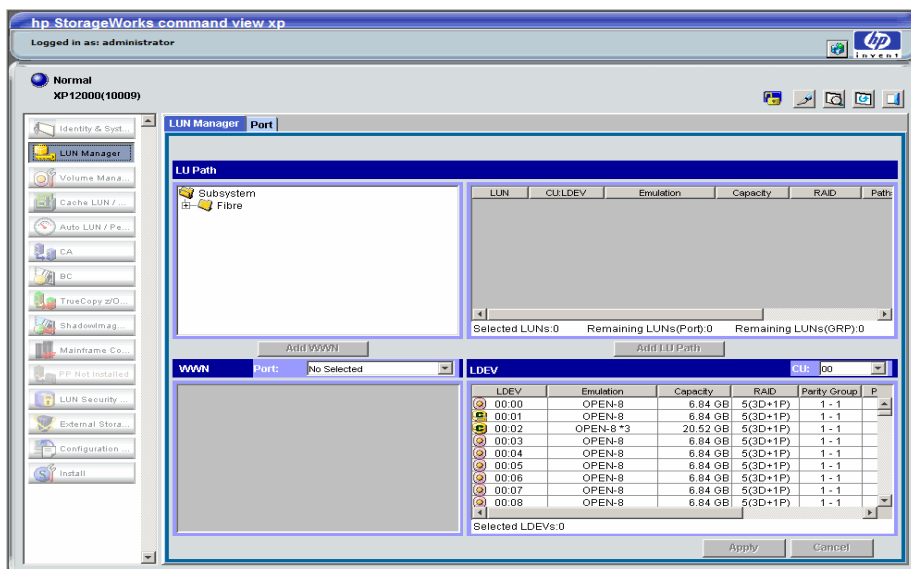 hp StorageWorks command view xp
Logged in as: administrator
hp
invent
Normal
XP12000(10009)
Identity & Syst...
LUN Manager
Volume Mana...
Cache LUN / ...
Auto LUN / Pe...
CA
BC
TrueCopy z/O...
ShadowImag...
Mainframe Co...
PP Not Installed
LUN Security ...
External Stora...
Configuration ...
Install
LUN Manager Port
LU Path
Subsystem
Fibre
LUN CU:LDEV Emulation Capacity RAID Path
Selected LUNs:0 Remaining LUNs(Port):0 Remaining LUNs(GRP):0
Add WWN
Add LU Path
WWN Port: No Selected
LDEV CU: 00
LDEV Emulation Capacity RAID Parity Group P
00:00 OPEN-8 6.84 GB 5(3D+1P) 1 - 1
00:01 OPEN-8 6.84 GB 5(3D+1P) 1 - 1
00:02 OPEN-8 *3 20.52 GB 5(3D+1P) 1 - 1
00:03 OPEN-8 6.84 GB 5(3D+1P) 1 - 1
00:04 OPEN-8 6.84 GB 5(3D+1P) 1 - 1
00:05 OPEN-8 6.84 GB 5(3D+1P) 1 - 1
00:06 OPEN-8 6.84 GB 5(3D+1P) 1 - 1
00:07 OPEN-8 6.84 GB 5(3D+1P) 1 - 1
00:08 OPEN-8 6.84 GB 5(3D+1P) 1 - 1
Selected LDEVs:0
Apply Cancel